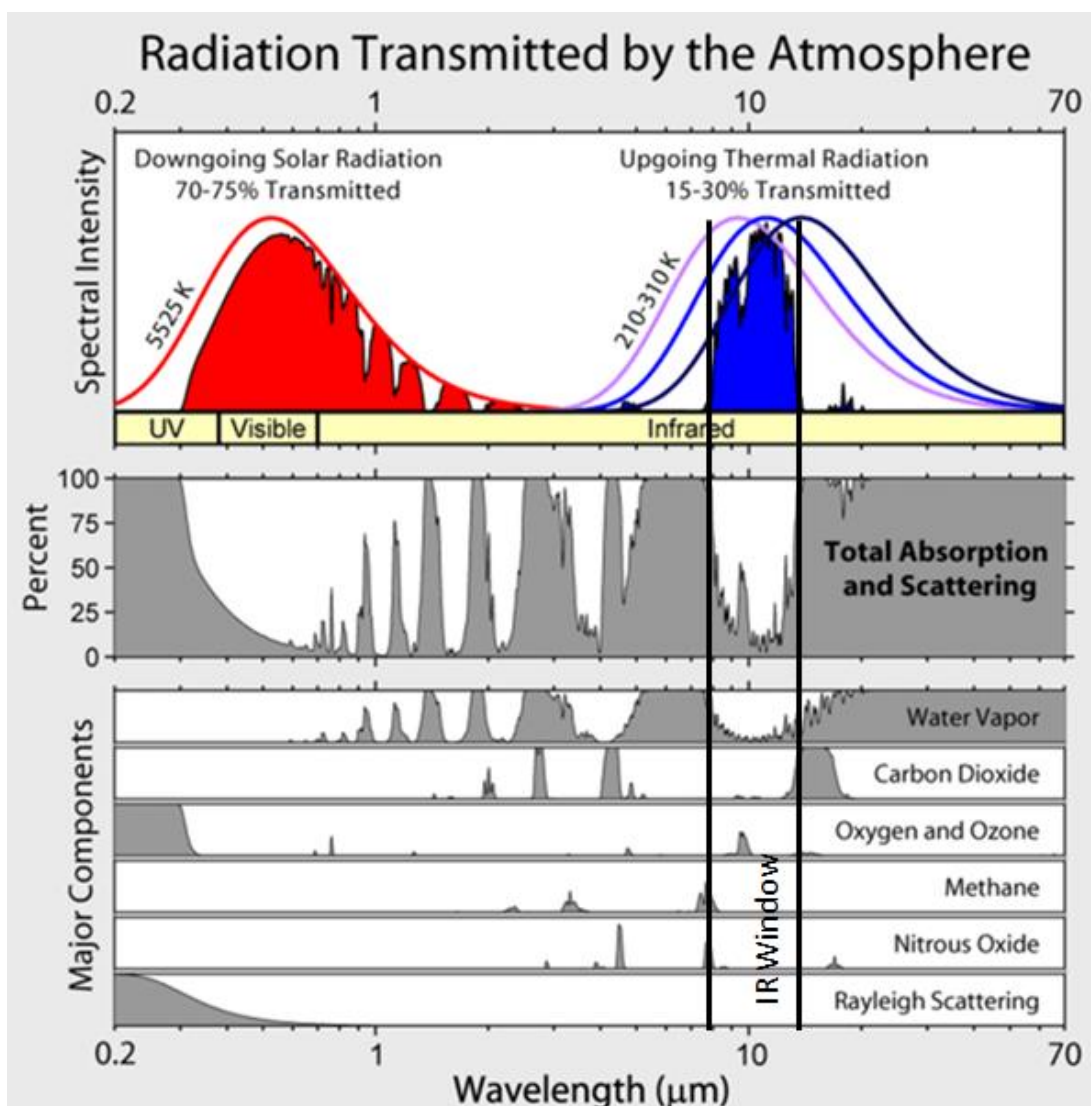 Radiation Transmitted by the Atmosphere
0.2 1 10 70
Downgoing Solar Radiation
70-75% Transmitted
Upgoing Thermal Radiation
15-30% Transmitted
Spectral Intensity
5525 K
210-310 K
UV Visible Infrared
Percent
100
75
50
25
0
Total Absorption
and Scattering
Major Components
Water Vapor
Carbon Dioxide
Oxygen and Ozone
Methane
Nitrous Oxide
Rayleigh Scattering
IR Window
0.2 1 10 70
Wavelength (μm)